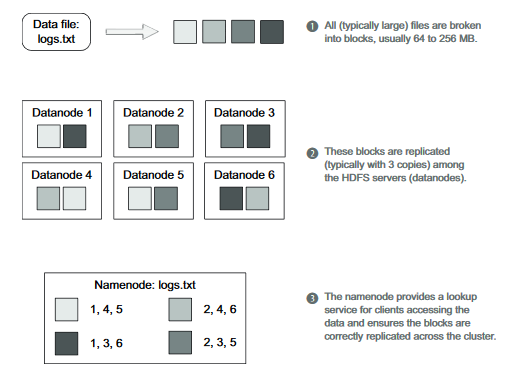 Data file:
logs.txt
1 All (typically large) files are broken
into blocks, usually 64 to 256 MB.
Datanode 1
Datanode 2
Datanode 3
Datanode 4
Datanode 5
Datanode 6
2 These blocks are replicated
(typically with 3 copies) among
the HDFS servers (datanodes).
Namenode: logs.txt
1, 4, 5
2, 4, 6
1, 3, 6
2, 3, 5
3 The namenode provides a lookup
service for clients accessing the
data and ensures the blocks are
correctly replicated across the cluster.